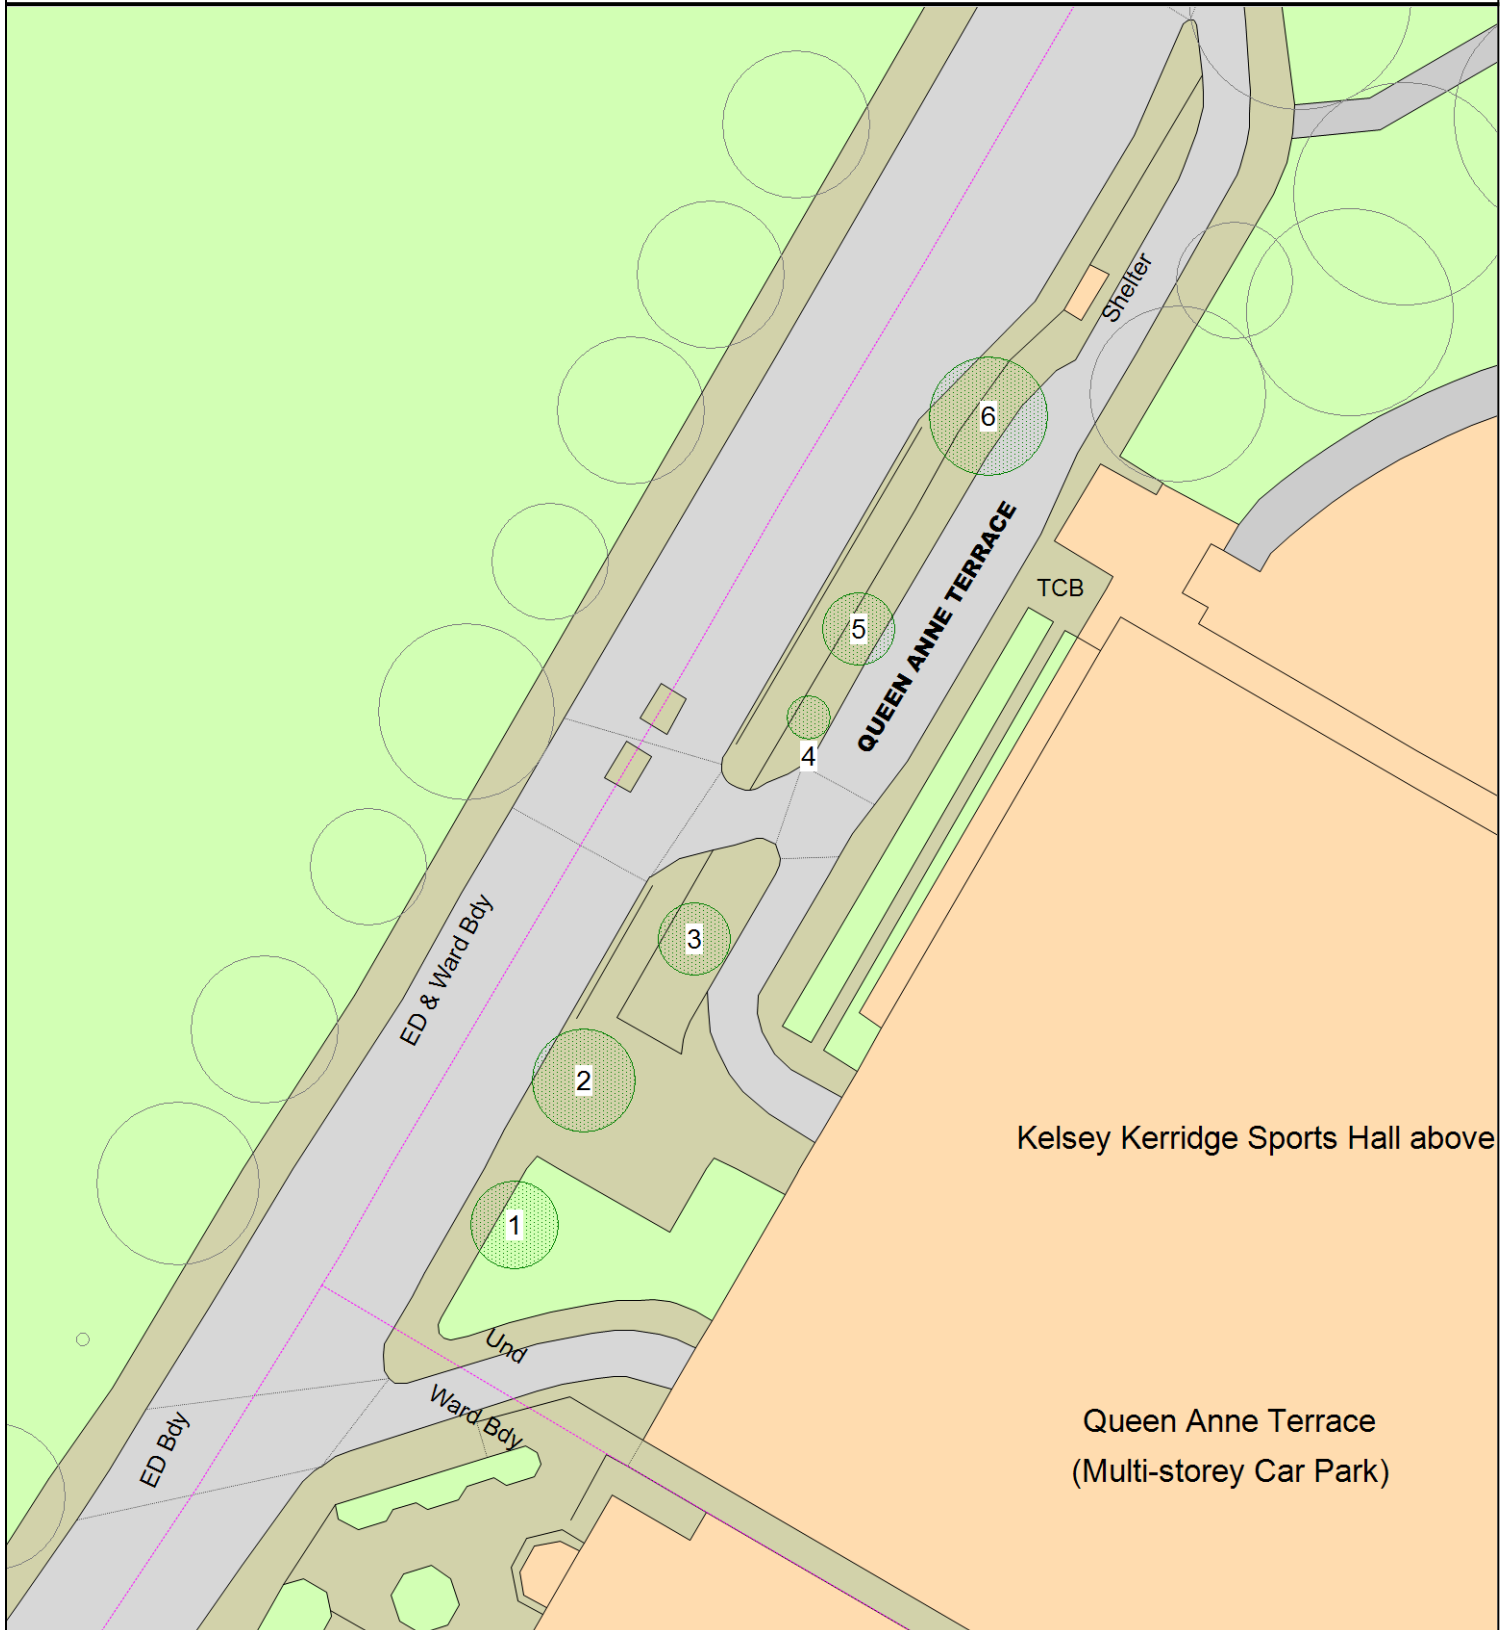 Shelter
6
QUEEN ANNE TERRACE
TCB
5
4
3
ED & Ward Bdy
2
Kelsey Kerridge Sports Hall above
1
Und
Ward Bdy
ED Bdy
Queen Anne Terrace
(Multi-storey Car Park)